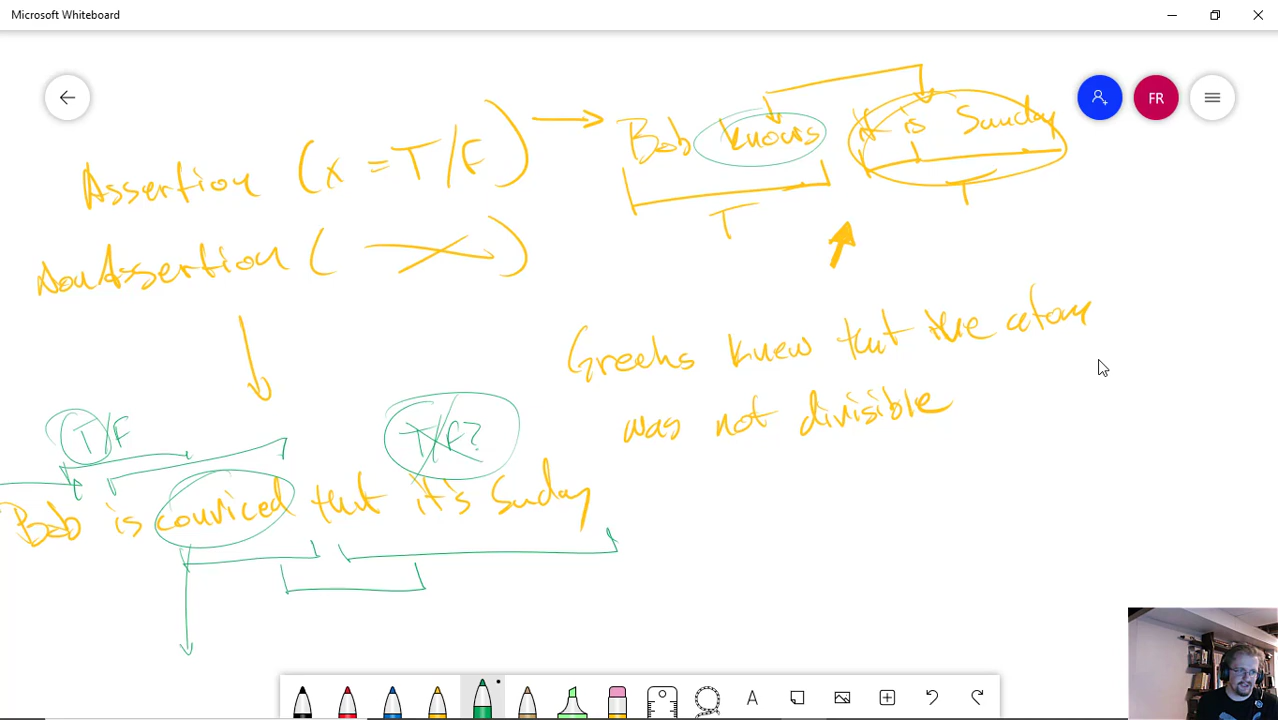 Microsoft Whiteboard
FR
Assertion (x = T/F) → Bob knows it is Sunday
T
T
NonAssertion ( )
Greeks knew that the atom
was not divisible
T/F
T/F?
Bob is conviced that it's Sunday
A